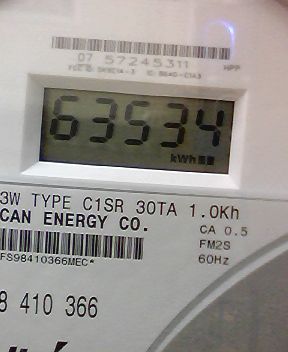 07 57245311
HPP
63534
kWh
3W TYPE C1SR 30TA 1.0Kh
CAN ENERGY CO.
CA 0.5
FM2S
60Hz
FS98410366MEC*
8 410 366